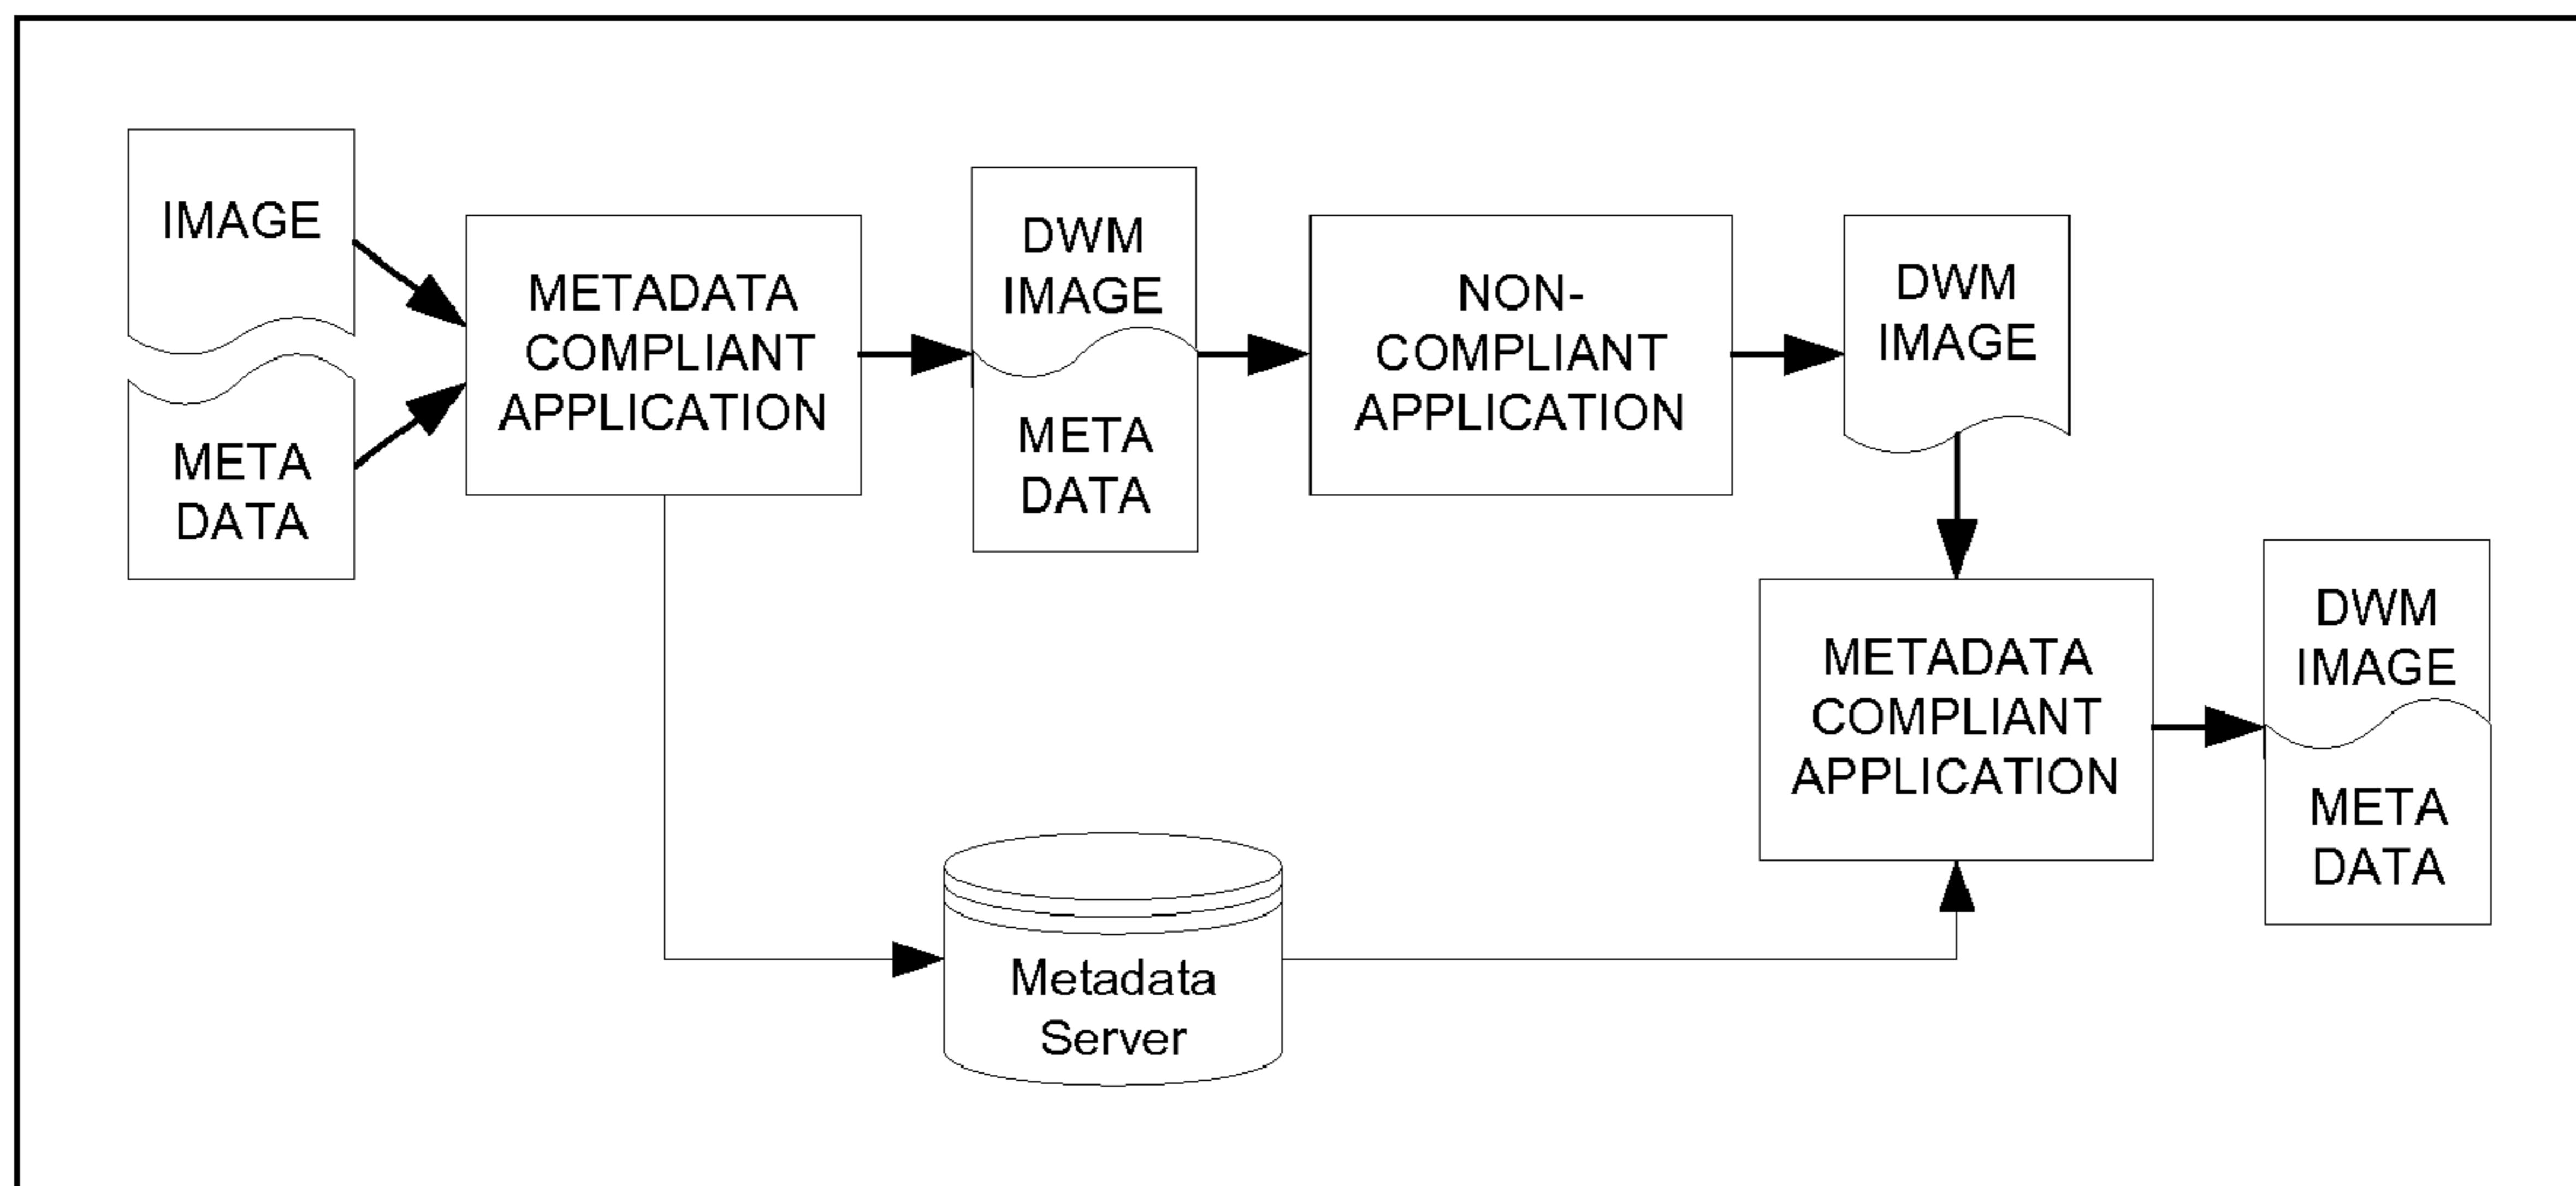 IMAGE
META
DATA
METADATA
COMPLIANT
APPLICATION
DWM
IMAGE
META
DATA
NON-
COMPLIANT
APPLICATION
DWM
IMAGE
METADATA
COMPLIANT
APPLICATION
DWM
IMAGE
META
DATA
Metadata
Server